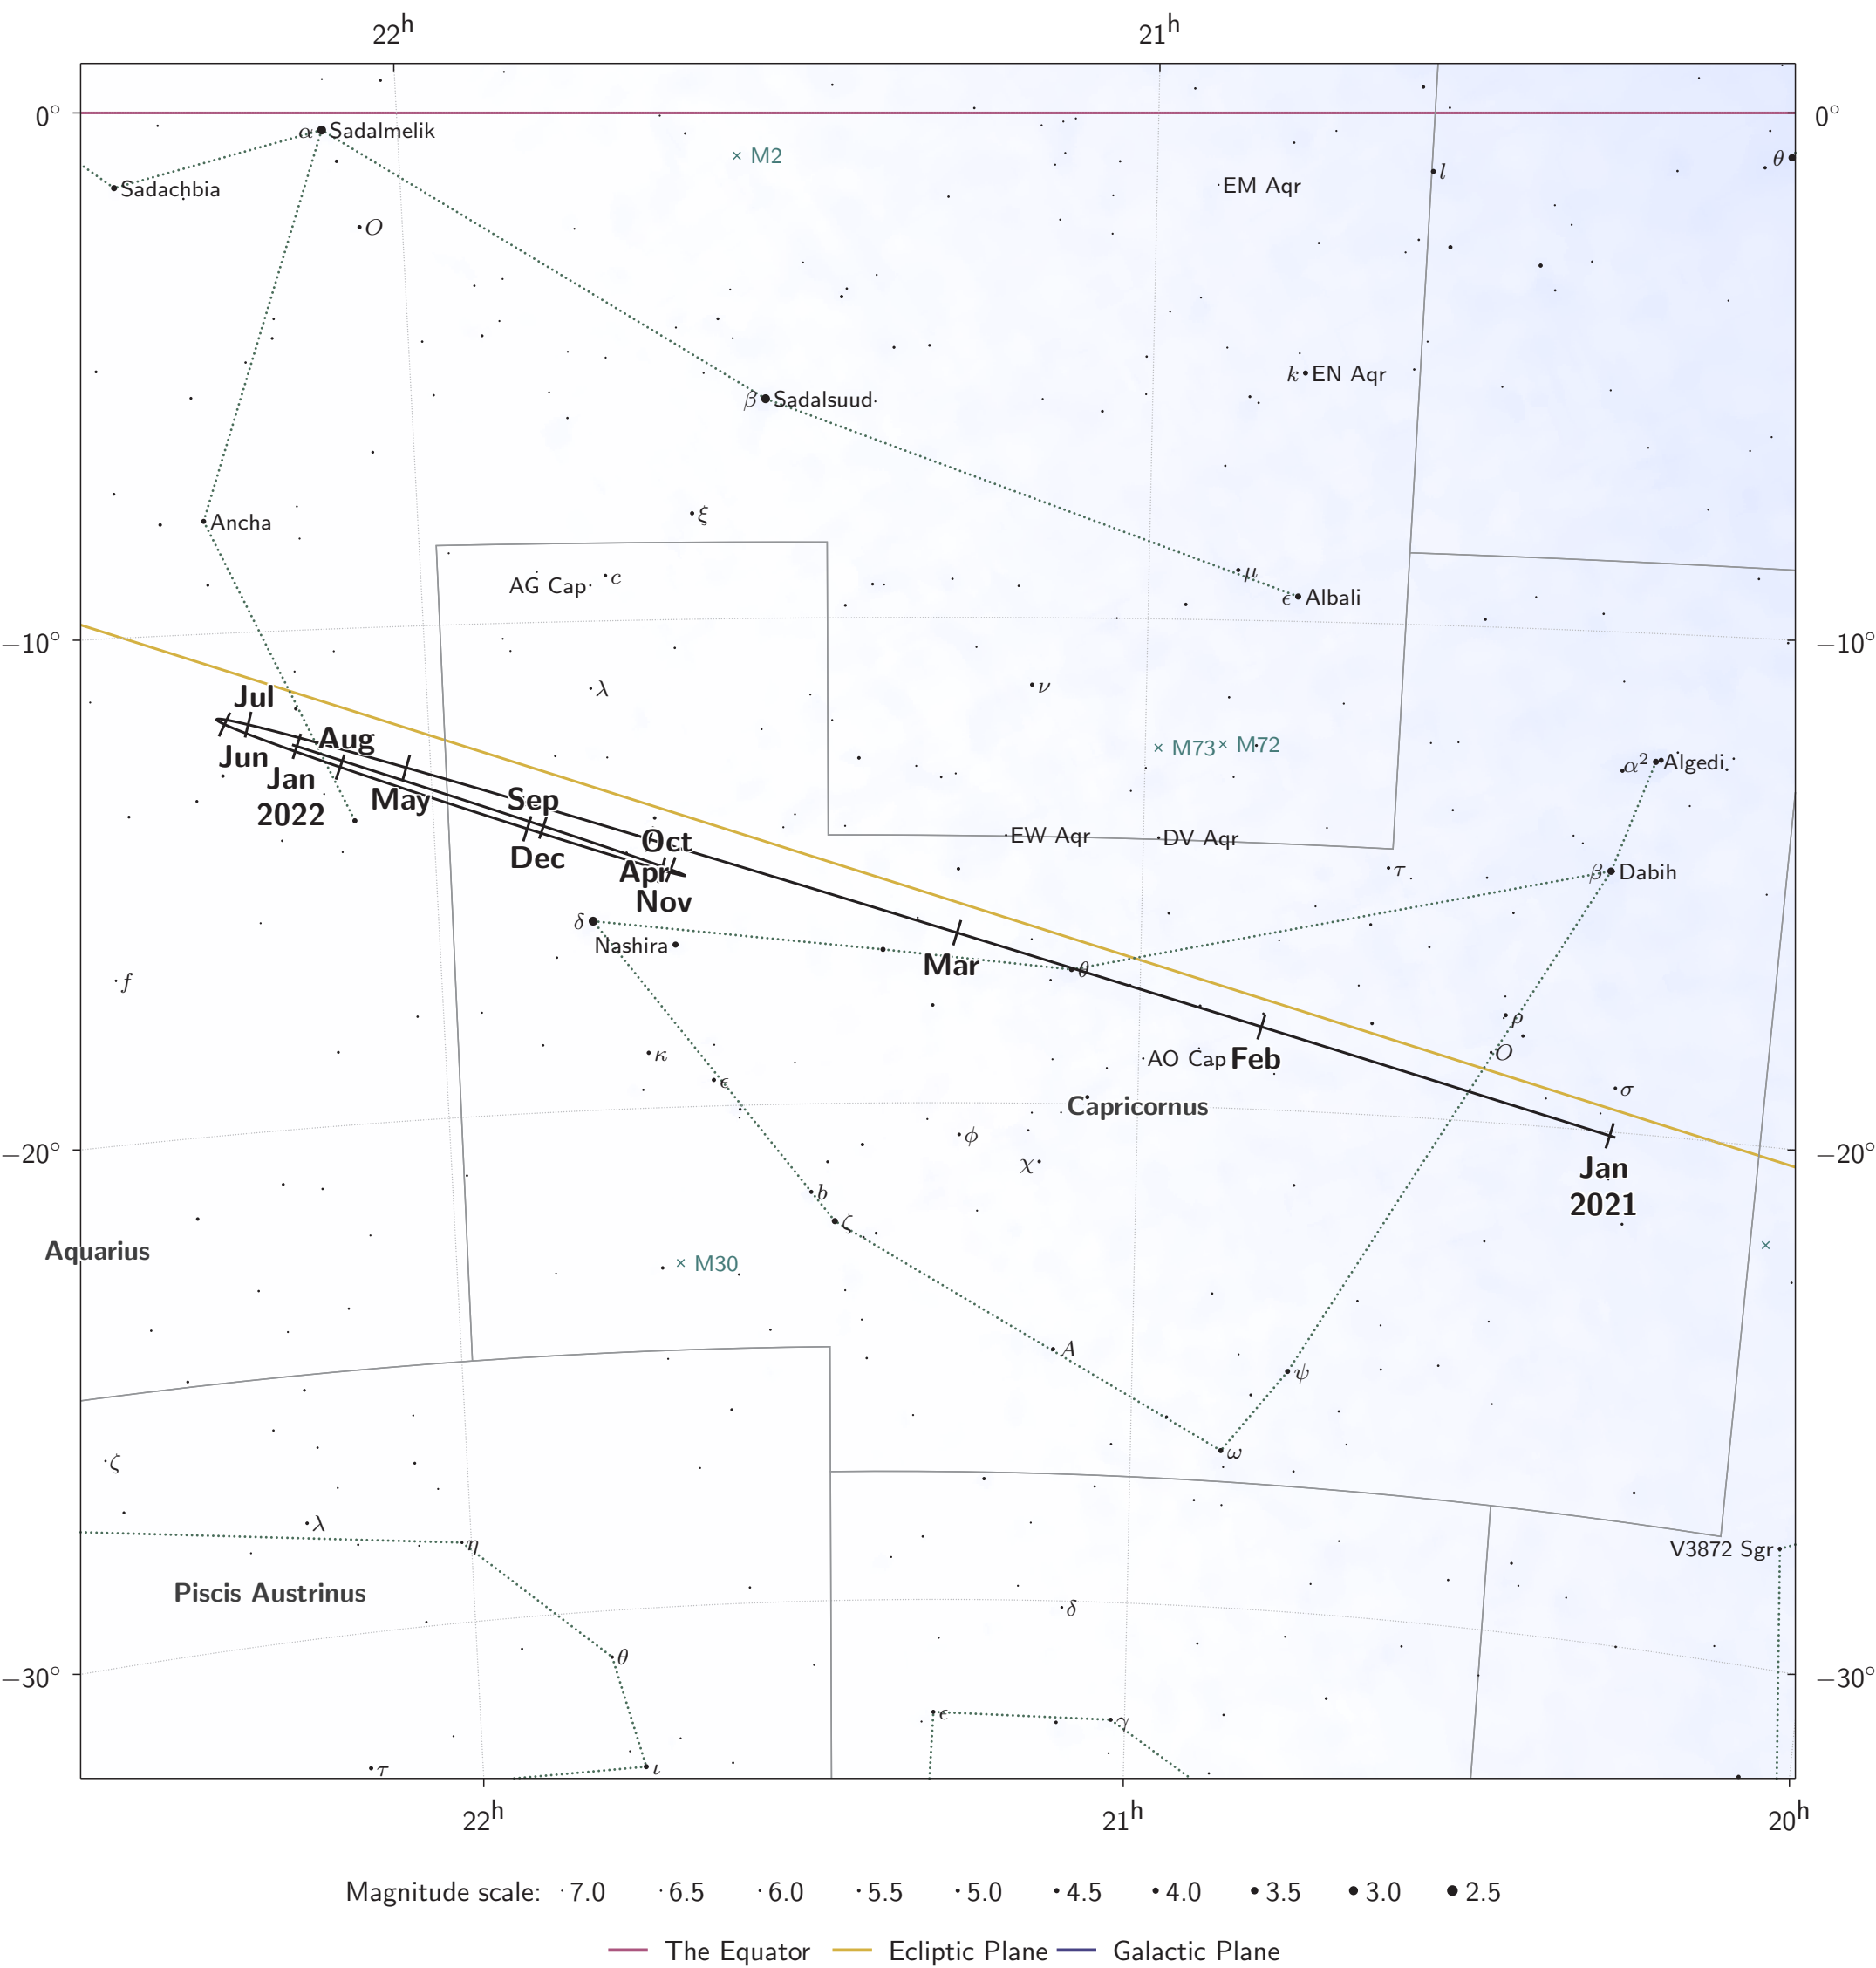 22h 21h
0° 0°
α Sadalmelik
M2
θ
Sadachbia
EM Aqr
l
O
k EN Aqr
β Sadalsuud
ξ
Ancha
AG Cap c
μ
ϵ Albali
−10° −10°
λ
ν
Jul
Jun
Aug
Jan
2022
May
M73 M72
α2 Algedi
Sep
Dec
Oct
Apr
Nov
EW Aqr DV Aqr
τ
β Dabih
δ
Nashira
Mar
θ
f
ρ
O
κ
AO Cap Feb
ϵ
σ
Capricornus
φ
χ
−20° −20°
Jan
2021
b
ζ
Aquarius
M30
A
ψ
ω
ζ
λ
η
V3872 Sgr
Piscis Austrinus
δ
θ
−30° −30°
ϵ γ
τ ι
22h 21h 20h
Magnitude scale: 7.0 6.5 6.0 5.5 5.0 4.5 4.0 3.5 3.0 2.5
The Equator Ecliptic Plane Galactic Plane